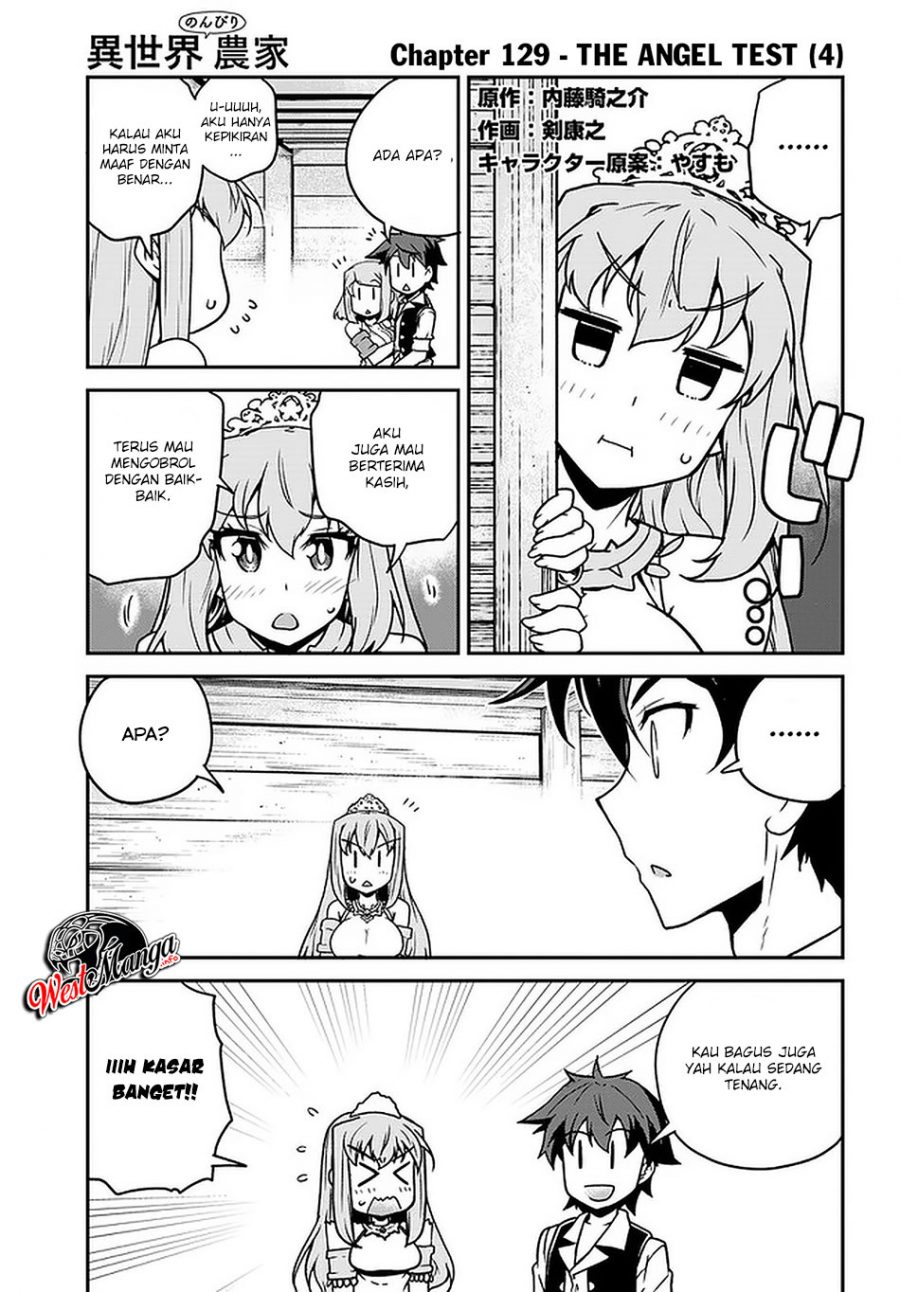 のんびり
異世界 農家
Chapter 129 - THE ANGEL TEST (4)
原作：内藤騎之介
作画：剣康之
キャラクター原案：やすも
......
ジ
ADA APA?
U-UUUH,
AKU HANYA
KEPIKIRAN
...
KALAU AKU
HARUS MINTA
MAAF DENGAN
BENAR...
AKU
JUGA MAU
BERTERIMA
KASIH,
TERUS MAU
MENGOBROL
DENGAN BAIK-
BAIK.
......
APA?
KAU BAGUS JUGA
YAH KALAU SEDANG
TENANG.
IIIH KASAR
BANGET!!
WestManga
.info